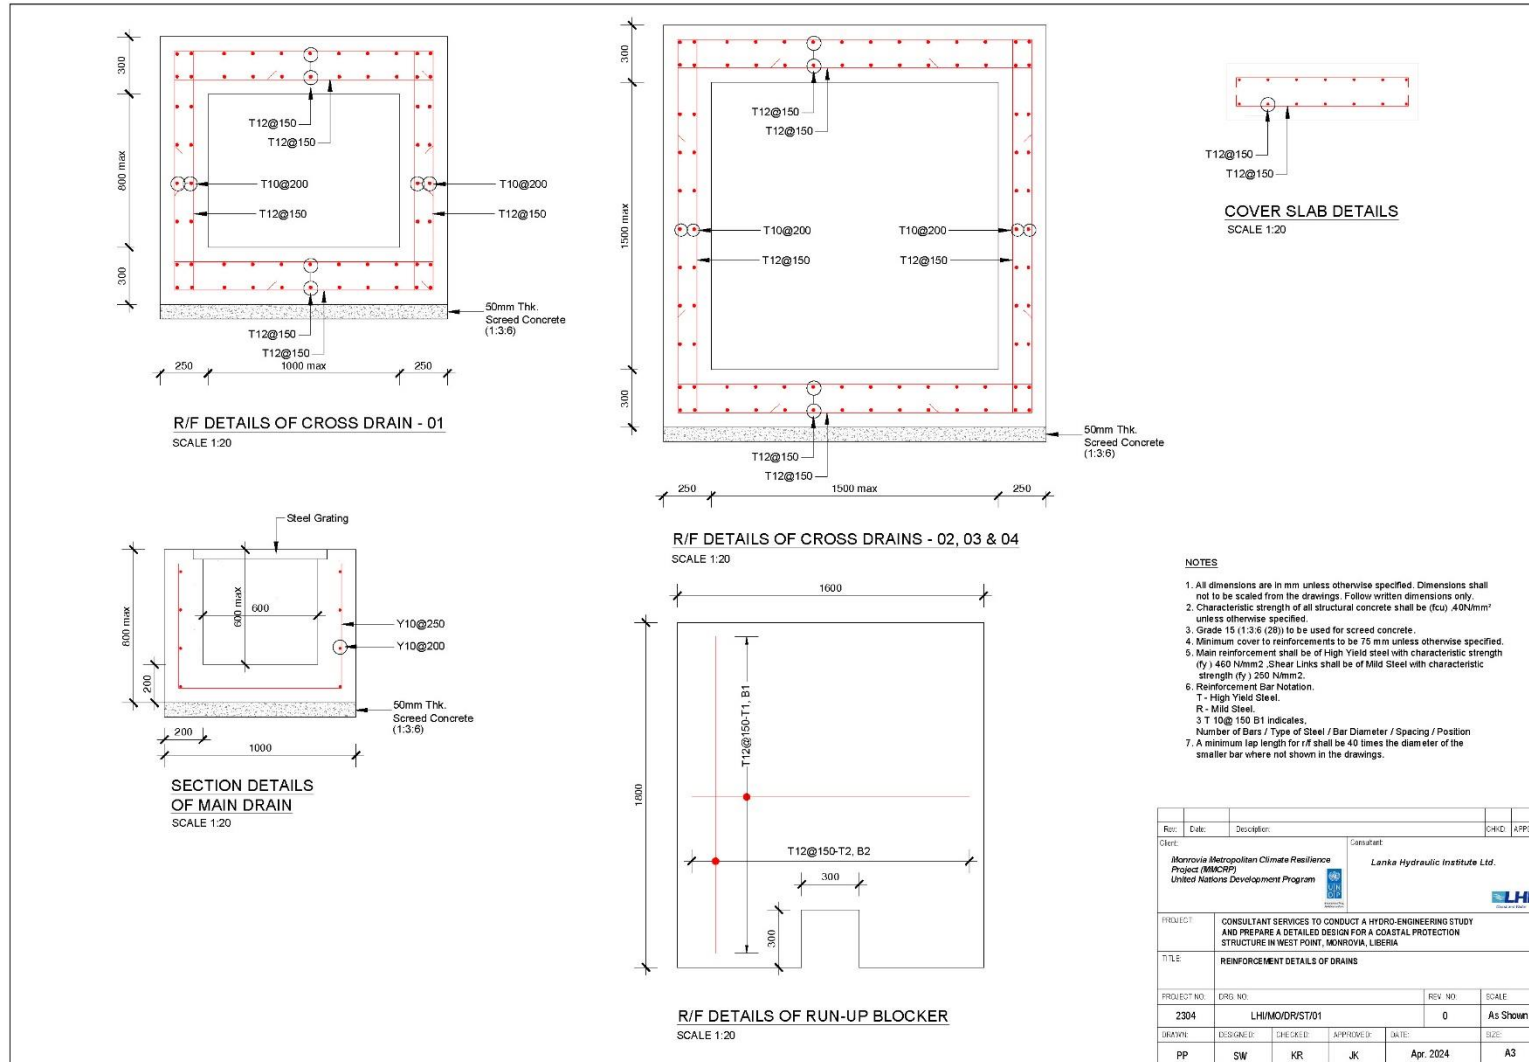 300
800 max
300
T12@150
T12@150
T10@200
T12@150
T10@200
T12@150
T12@150
T12@150
50mm Thk.
Screed Concrete
(1:3:6)
250
1000 max
250
R/F DETAILS OF CROSS DRAIN - 01
SCALE 1:20
300
1500 max
300
T12@150
T12@150
T10@200
T12@150
T10@200
T12@150
T12@150
T12@150
50mm Thk.
Screed Concrete
(1:3:6)
250
1500 max
250
R/F DETAILS OF CROSS DRAINS - 02, 03 & 04
SCALE 1:20
T12@150
T12@150
COVER SLAB DETAILS
SCALE 1:20
Steel Grating
800 max
600 max
600
200
Y10@250
Y10@200
50mm Thk.
Screed Concrete
(1:3:6)
200
1000
SECTION DETAILS
OF MAIN DRAIN
SCALE 1:20
1600
1800
T12@150-T1, B1
T12@150-T2, B2
300
300
R/F DETAILS OF RUN-UP BLOCKER
SCALE 1:20
NOTES
1. All dimensions are in mm unless otherwise specified. Dimensions shall
not to be scaled from the drawings. Follow written dimensions only.
2. Characteristic strength of all structural concrete shall be (fcu) .40N/mm²
unless otherwise specified.
3. Grade 15 (1:3:6 (28)) to be used for screed concrete.
4. Minimum cover to reinforcements to be 75 mm unless otherwise specified.
5. Main reinforcement shall be of High Yield steel with characteristic strength
(fy ) 460 N/mm2 ,Shear Links shall be of Mild Steel with characteristic
strength (fy ) 250 N/mm2.
6. Reinforcement Bar Notation.
T - High Yield Steel.
R - Mild Steel.
3 T 10@ 150 B1 indicates,
Number of Bars / Type of Steel / Bar Diameter / Spacing / Position
7. A minimum lap length for r/f shall be 40 times the diameter of the
smaller bar where not shown in the drawings.
Rev: Date: Description: CHKD: APPD
Client: Consultant:
Monrovia Metropolitan Climate Resilience
Project (MMCRP)
United Nations Development Program
Lanka Hydraulic Institute Ltd.
UN
DP
LHI
PROJECT: CONSULTANT SERVICES TO CONDUCT A HYDRO-ENGINEERING STUDY
AND PREPARE A DETAILED DESIGN FOR A COASTAL PROTECTION
STRUCTURE IN WEST POINT, MONROVIA, LIBERIA
TITLE: REINFORCEMENT DETAILS OF DRAINS
PROJECT NO: DRG. NO: REV. NO: SCALE
2304 LHI/MO/DR/ST/01 0 As Shown
DRAWN: DESIGNED: CHECKED: APPROVED: DATE: SIZE:
PP SW KR JK Apr. 2024 A3